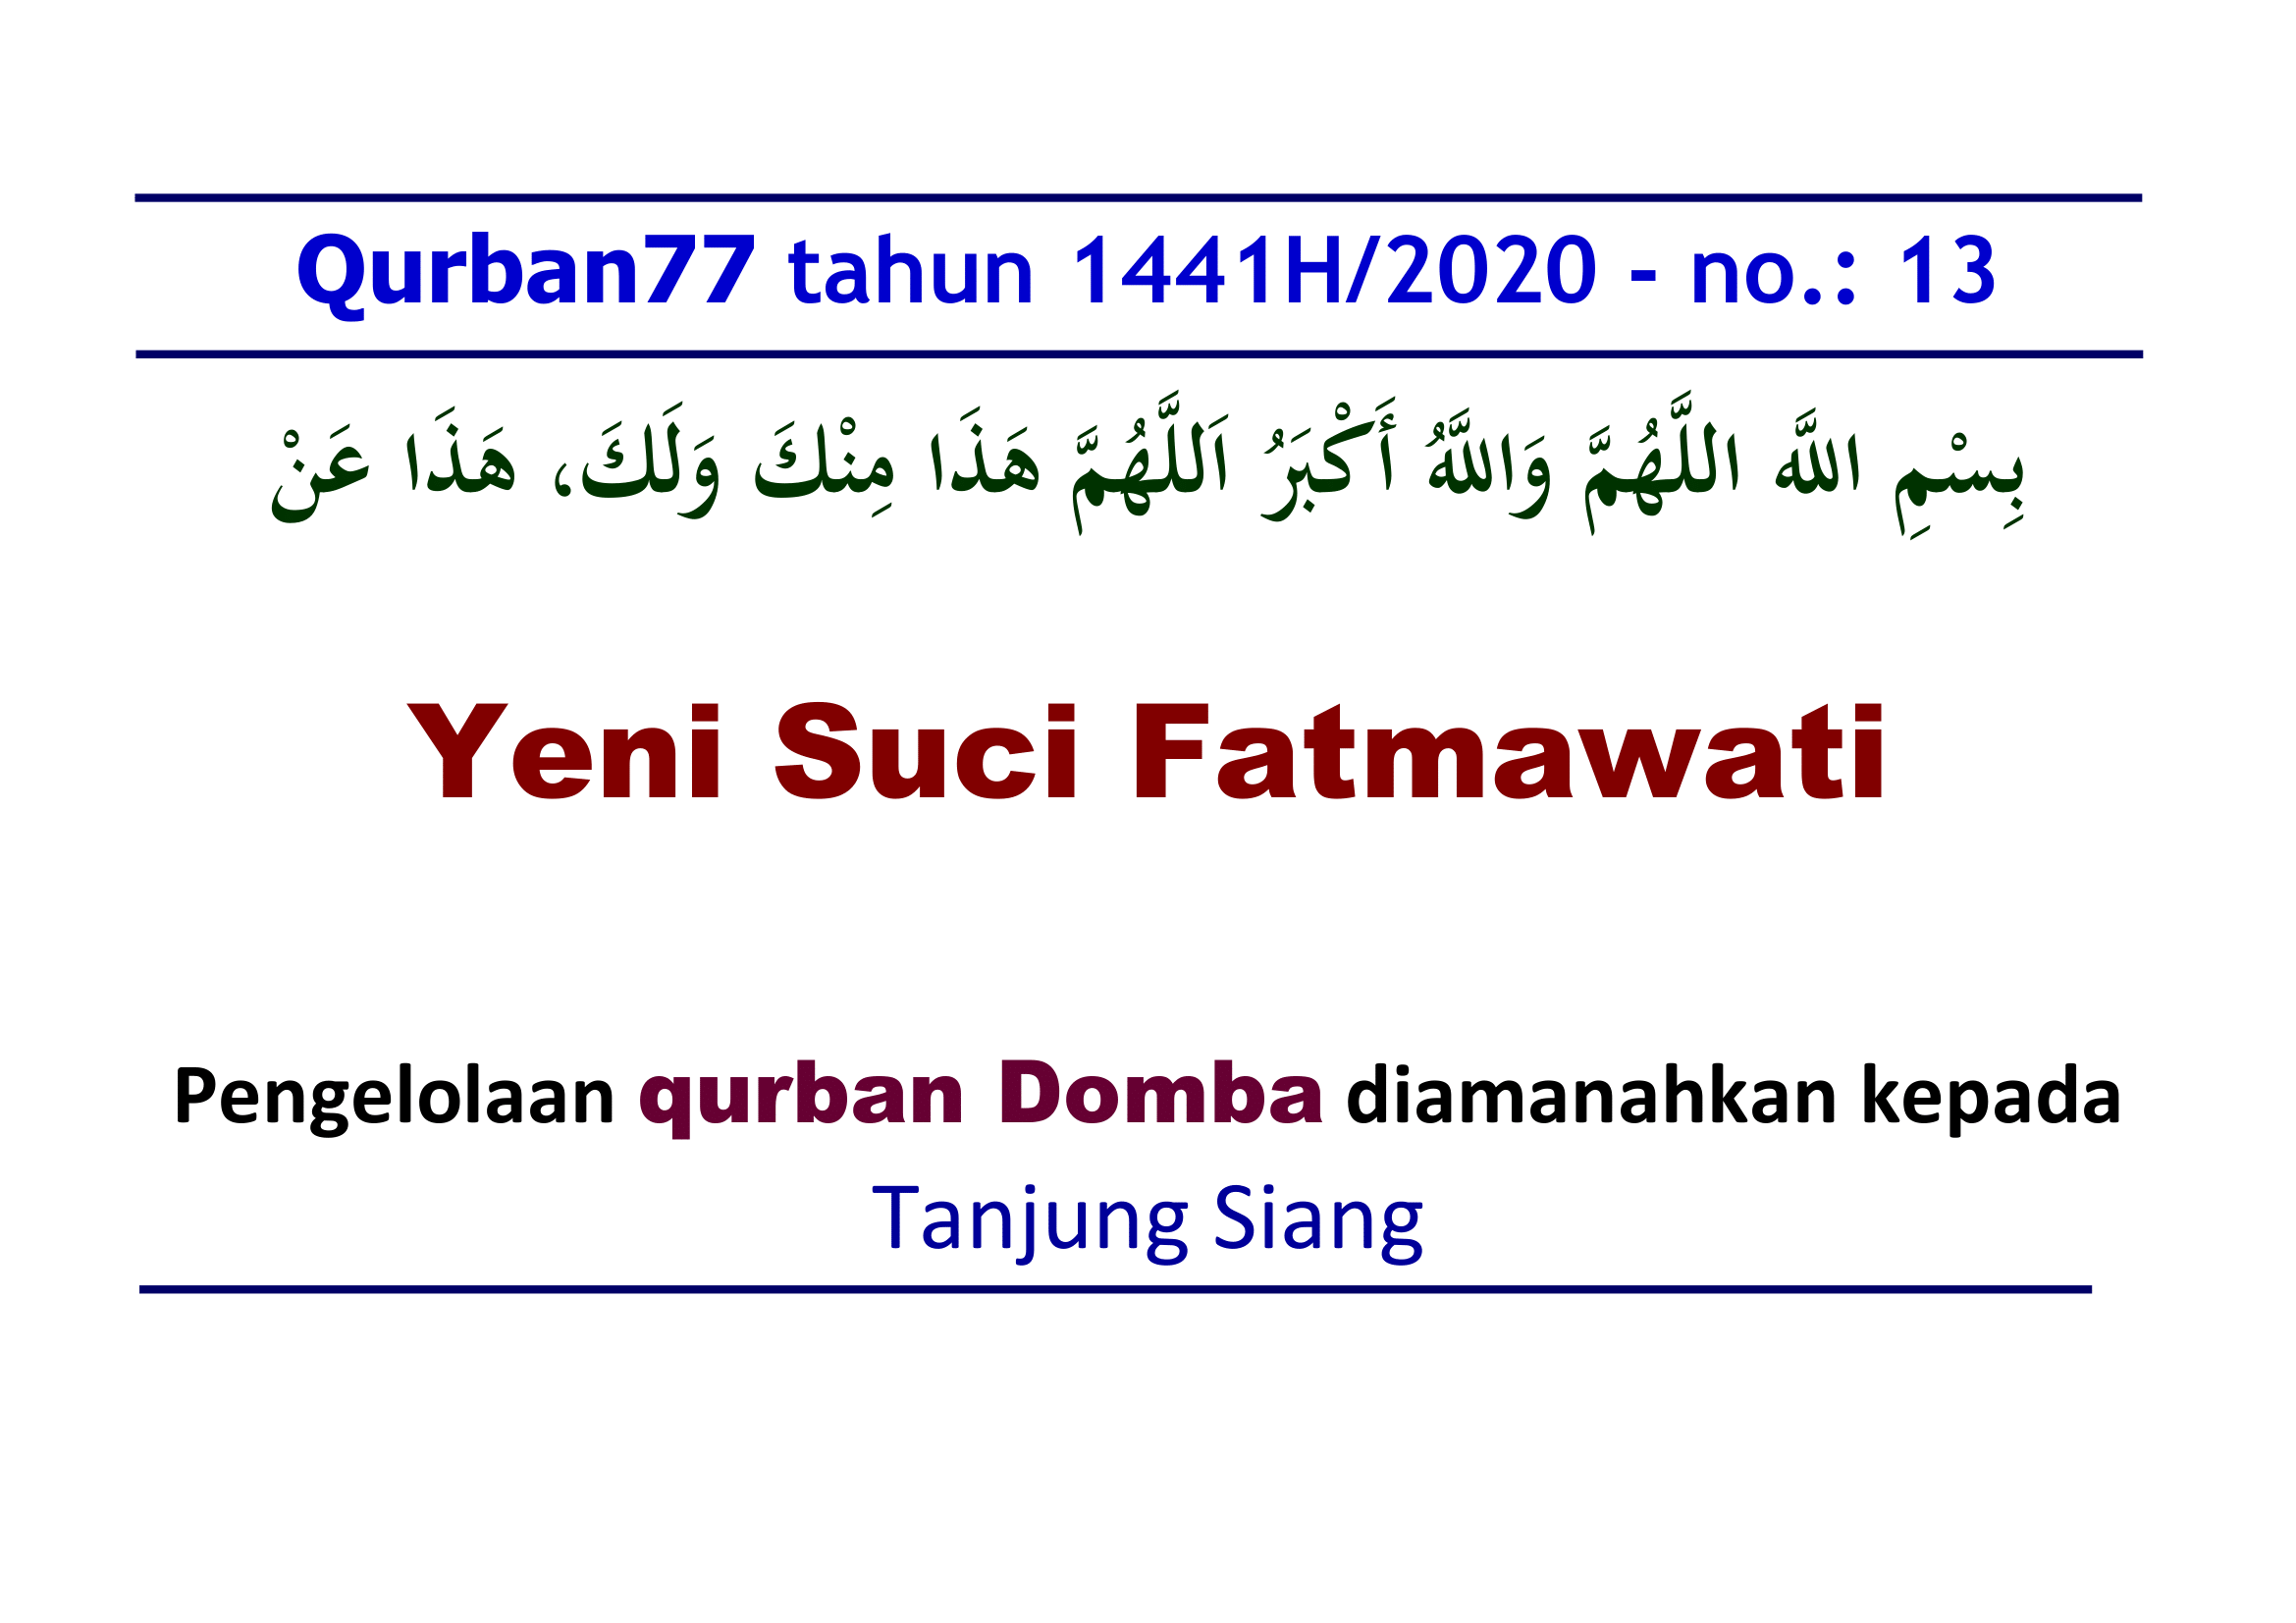 Qurban77 tahun 1441H/2020 - no.: 13
بِسْمِ اللَّه اَللَّهُمَّ وَاللَّهُ أَكْبَرُ اَللَّهُمَّ هَذَا مِنْكَ وَلَكَ، هَذَا عَنْ
Yeni Suci Fatmawati
Pengelolaan qurban Domba diamanahkan kepada
Tanjung Siang